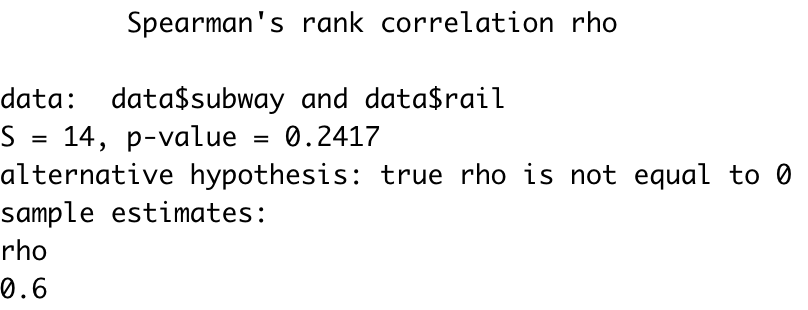 Spearman's rank correlation rho
data:  data$subway and data$rail
S = 14, p-value = 0.2417
alternative hypothesis: true rho is not equal to 0
sample estimates:
rho
0.6